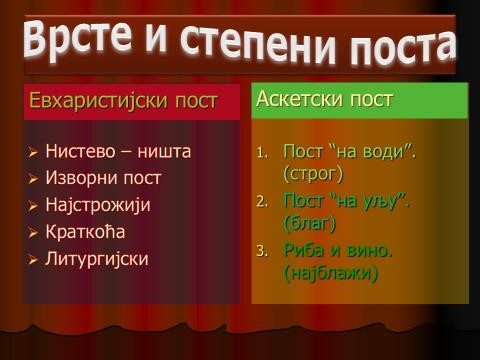 Врсте и степени поста
Евхаристијски пост
Нистево – ништа
Изворни пост
Најстрожији
Краткоћа
Литургијски
Аскетски пост
1. Пост “на води”.
(строг)
2. Пост “на уљу”.
(благ)
3. Риба и вино.
(најблажи)